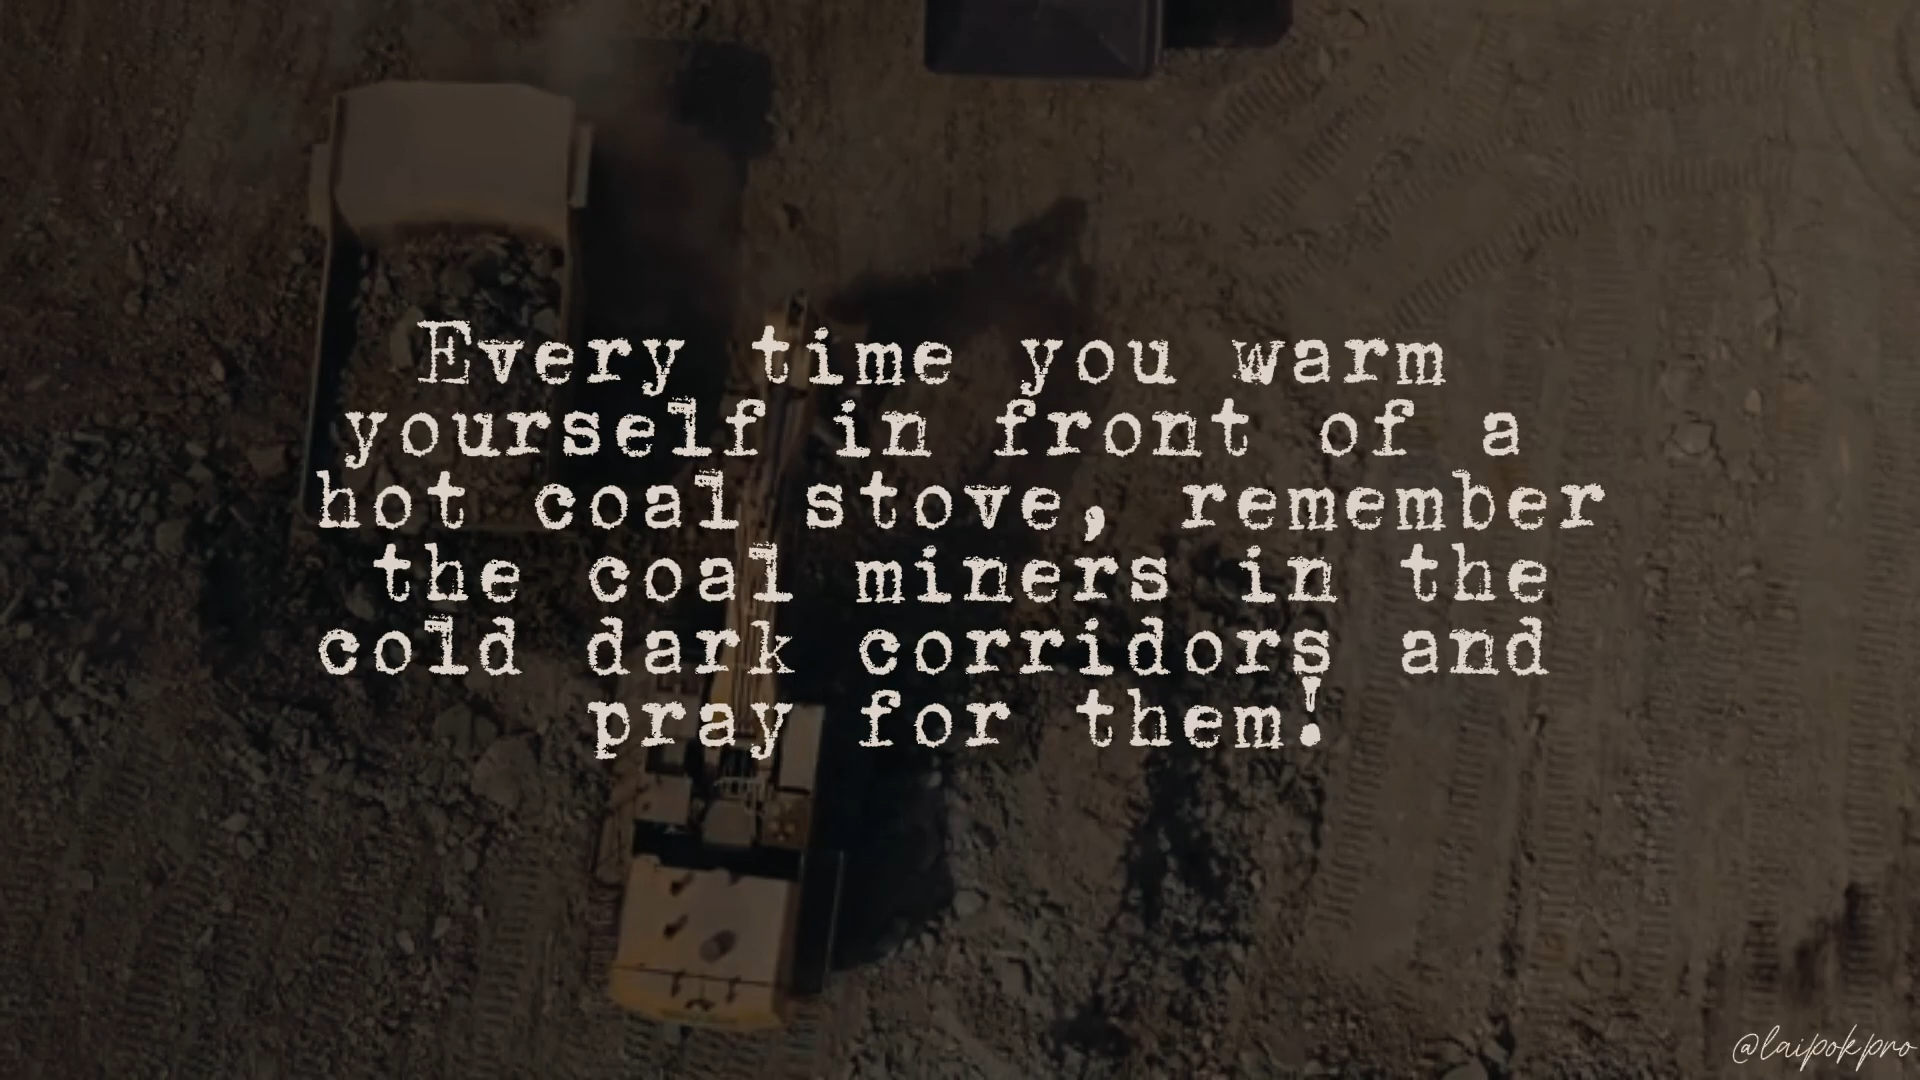 Every time you warm
yourself in front of a
hot coal stove, remember
the coal miners in the
cold dark corridors and
pray for them!
@laipokpro